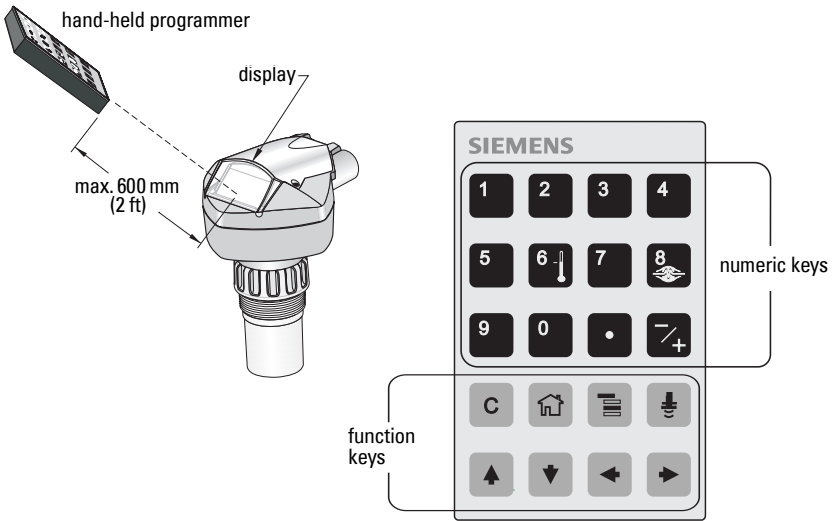 hand-held programmer
display
max. 600 mm
(2 ft)
SIEMENS
1 2 3 4
5 6 7 8
9 0 • −/+
numeric keys
C
function
keys